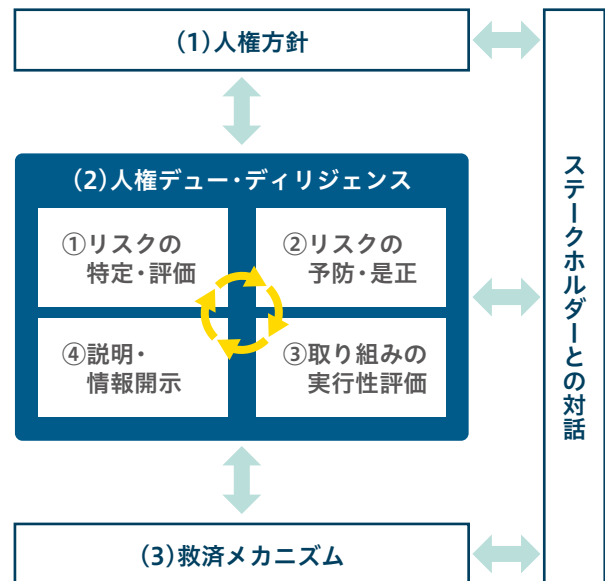 (1)人権方針
(2)人権デュー・ディリジェンス
①リスクの
特定・評価
②リスクの
予防・是正
④説明・
情報開示
③取り組みの
実行性評価
(3)救済メカニズム
ステークホルダーとの対話